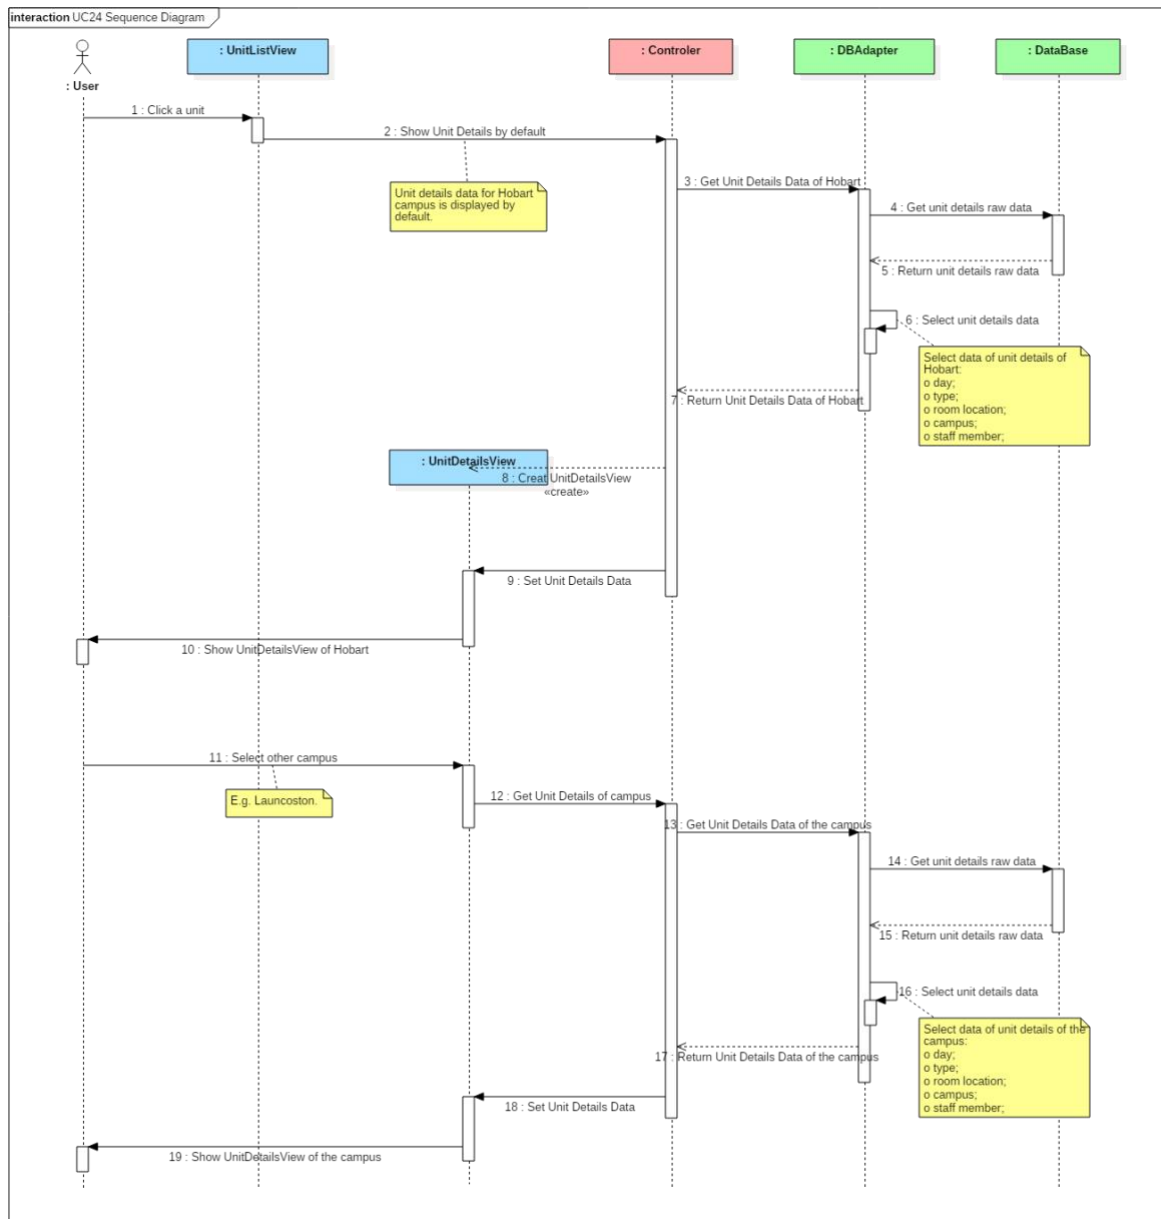 interaction UC24 Sequence Diagram
: User
: UnitListView
: Controler
: DBAdapter
: DataBase
1 : Click a unit
2 : Show Unit Details by default
Unit details data for Hobart
campus is displayed by
default.
3 : Get Unit Details Data of Hobart
4 : Get unit details raw data
5 : Return unit details raw data
6 : Select unit details data
Select data of unit details of
Hobart:
o day;
o type;
o room location;
o campus;
o staff member;
7 : Return Unit Details Data of Hobart
: UnitDetailsView
8 : Creat UnitDetailsView
«create»
9 : Set Unit Details Data
10 : Show UnitDetailsView of Hobart
11 : Select other campus
E.g. Launcoston.
12 : Get Unit Details of campus
13 : Get Unit Details Data of the campus
14 : Get unit details raw data
15 : Return unit details raw data
16 : Select unit details data
Select data of unit details of the
campus:
o day;
o type;
o room location;
o campus;
o staff member;
17 : Return Unit Details Data of the campus
18 : Set Unit Details Data
19 : Show UnitDetailsView of the campus